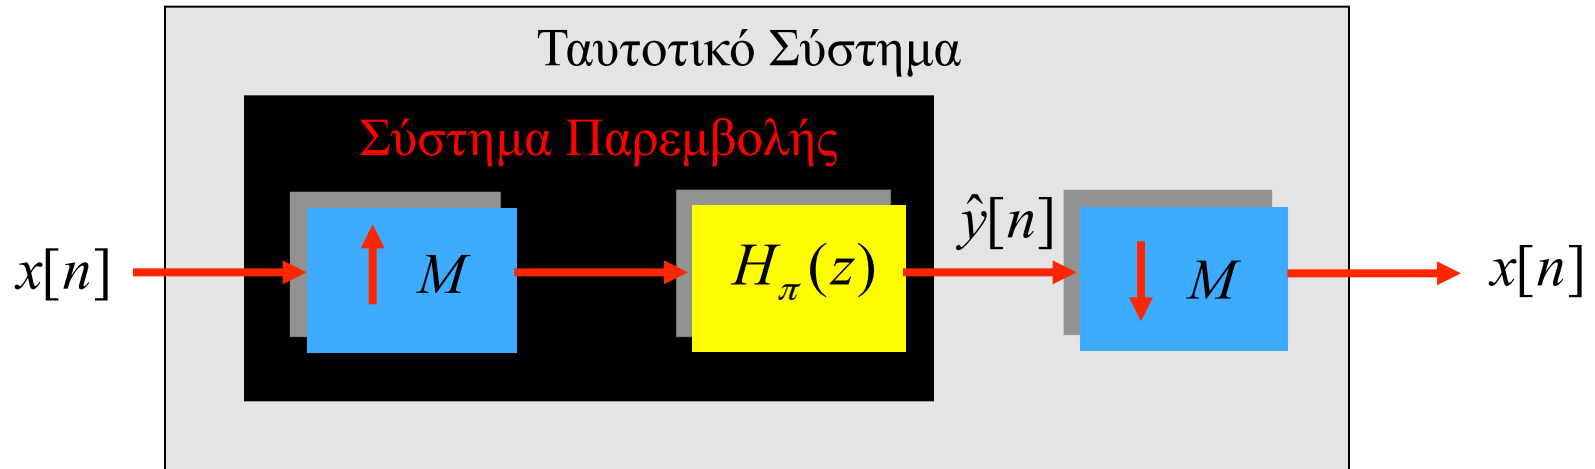 Ταυτοτικό Σύστημα
Σύστημα Παρεμβολής
x[n]
M
H_π(z)
ŷ[n]
M
x[n]